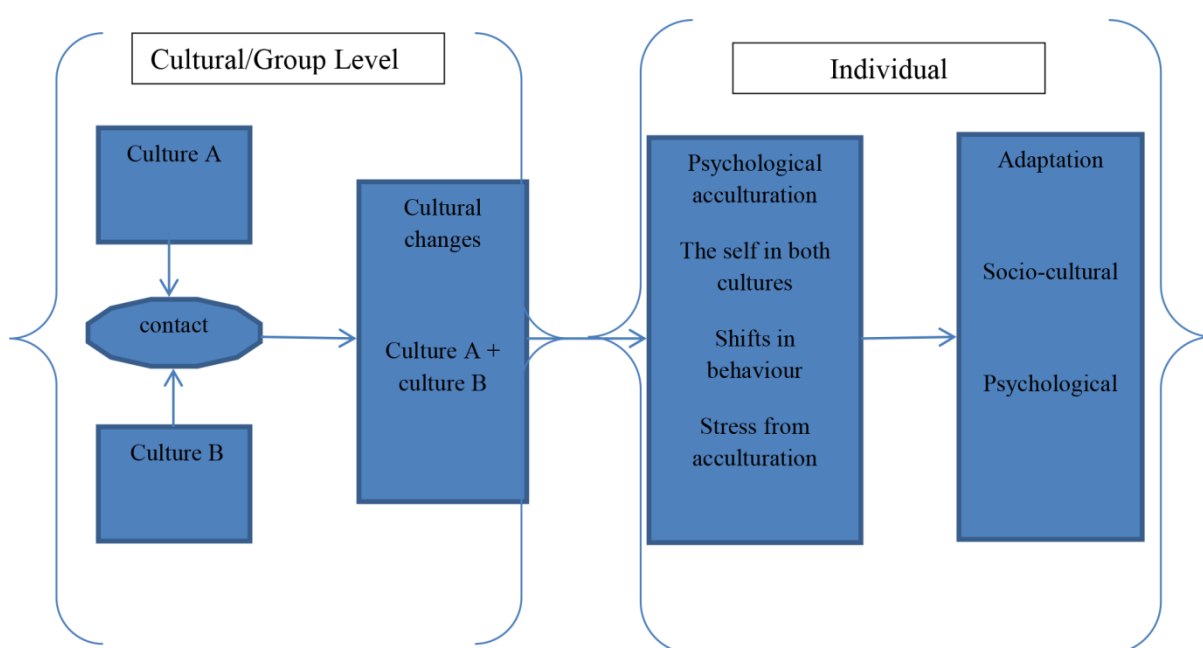 Cultural/Group Level
Culture A
contact
Culture B
Cultural
changes
Culture A +
culture B
Individual
Psychological
acculturation
The self in both
cultures
Shifts in
behaviour
Stress from
acculturation
Adaptation
Socio-cultural
Psychological